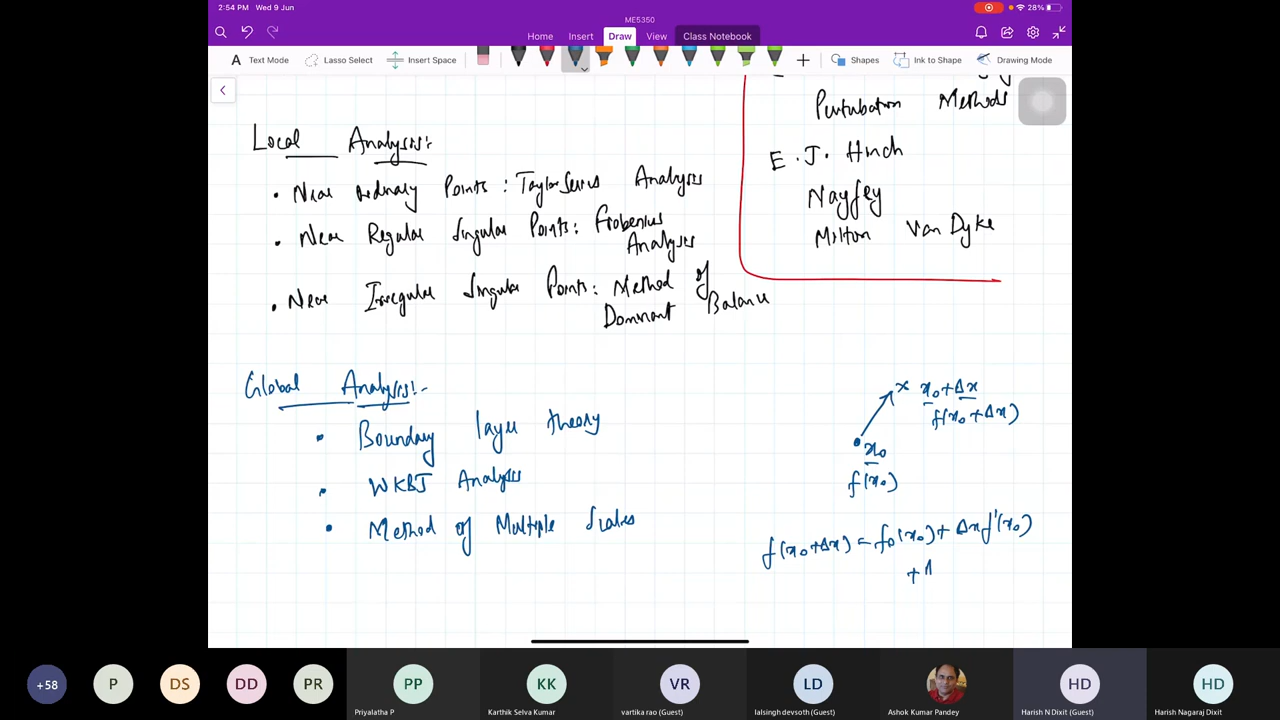 2:54 PM Wed 9 Jun
28%
ME5350
Home Insert Draw View Class Notebook
Text Mode Lasso Select Insert Space Shapes Ink to Shape Drawing Mode
Pertubation Methods
E. J. Hinch
Nayfey
Milton Van Dyke
Local Analysis:
• Near ordinary Points : Taylor Series Analysis
• Near Regular Singular Points: Frobenius
Analysis
• Near Irregular Singular Points: Method of
Dominant Balance
Global Analysis:-
• Boundary layer theory
• WKBJ Analysis
• Method of Multiple Scales
x x₀+Δx
f(x₀+Δx)
x₀
f(x₀)
f(x₀+Δx) = f₀(x₀)+Δxf'(x₀)
+
+58 P DS DD PR PP KK VR LD HD HD
Priyalatha P Karthik Selva Kumar vartika rao (Guest) lalsingh devsoth (Guest) Ashok Kumar Pandey Harish N Dixit (Guest) Harish Nagaraj Dixit